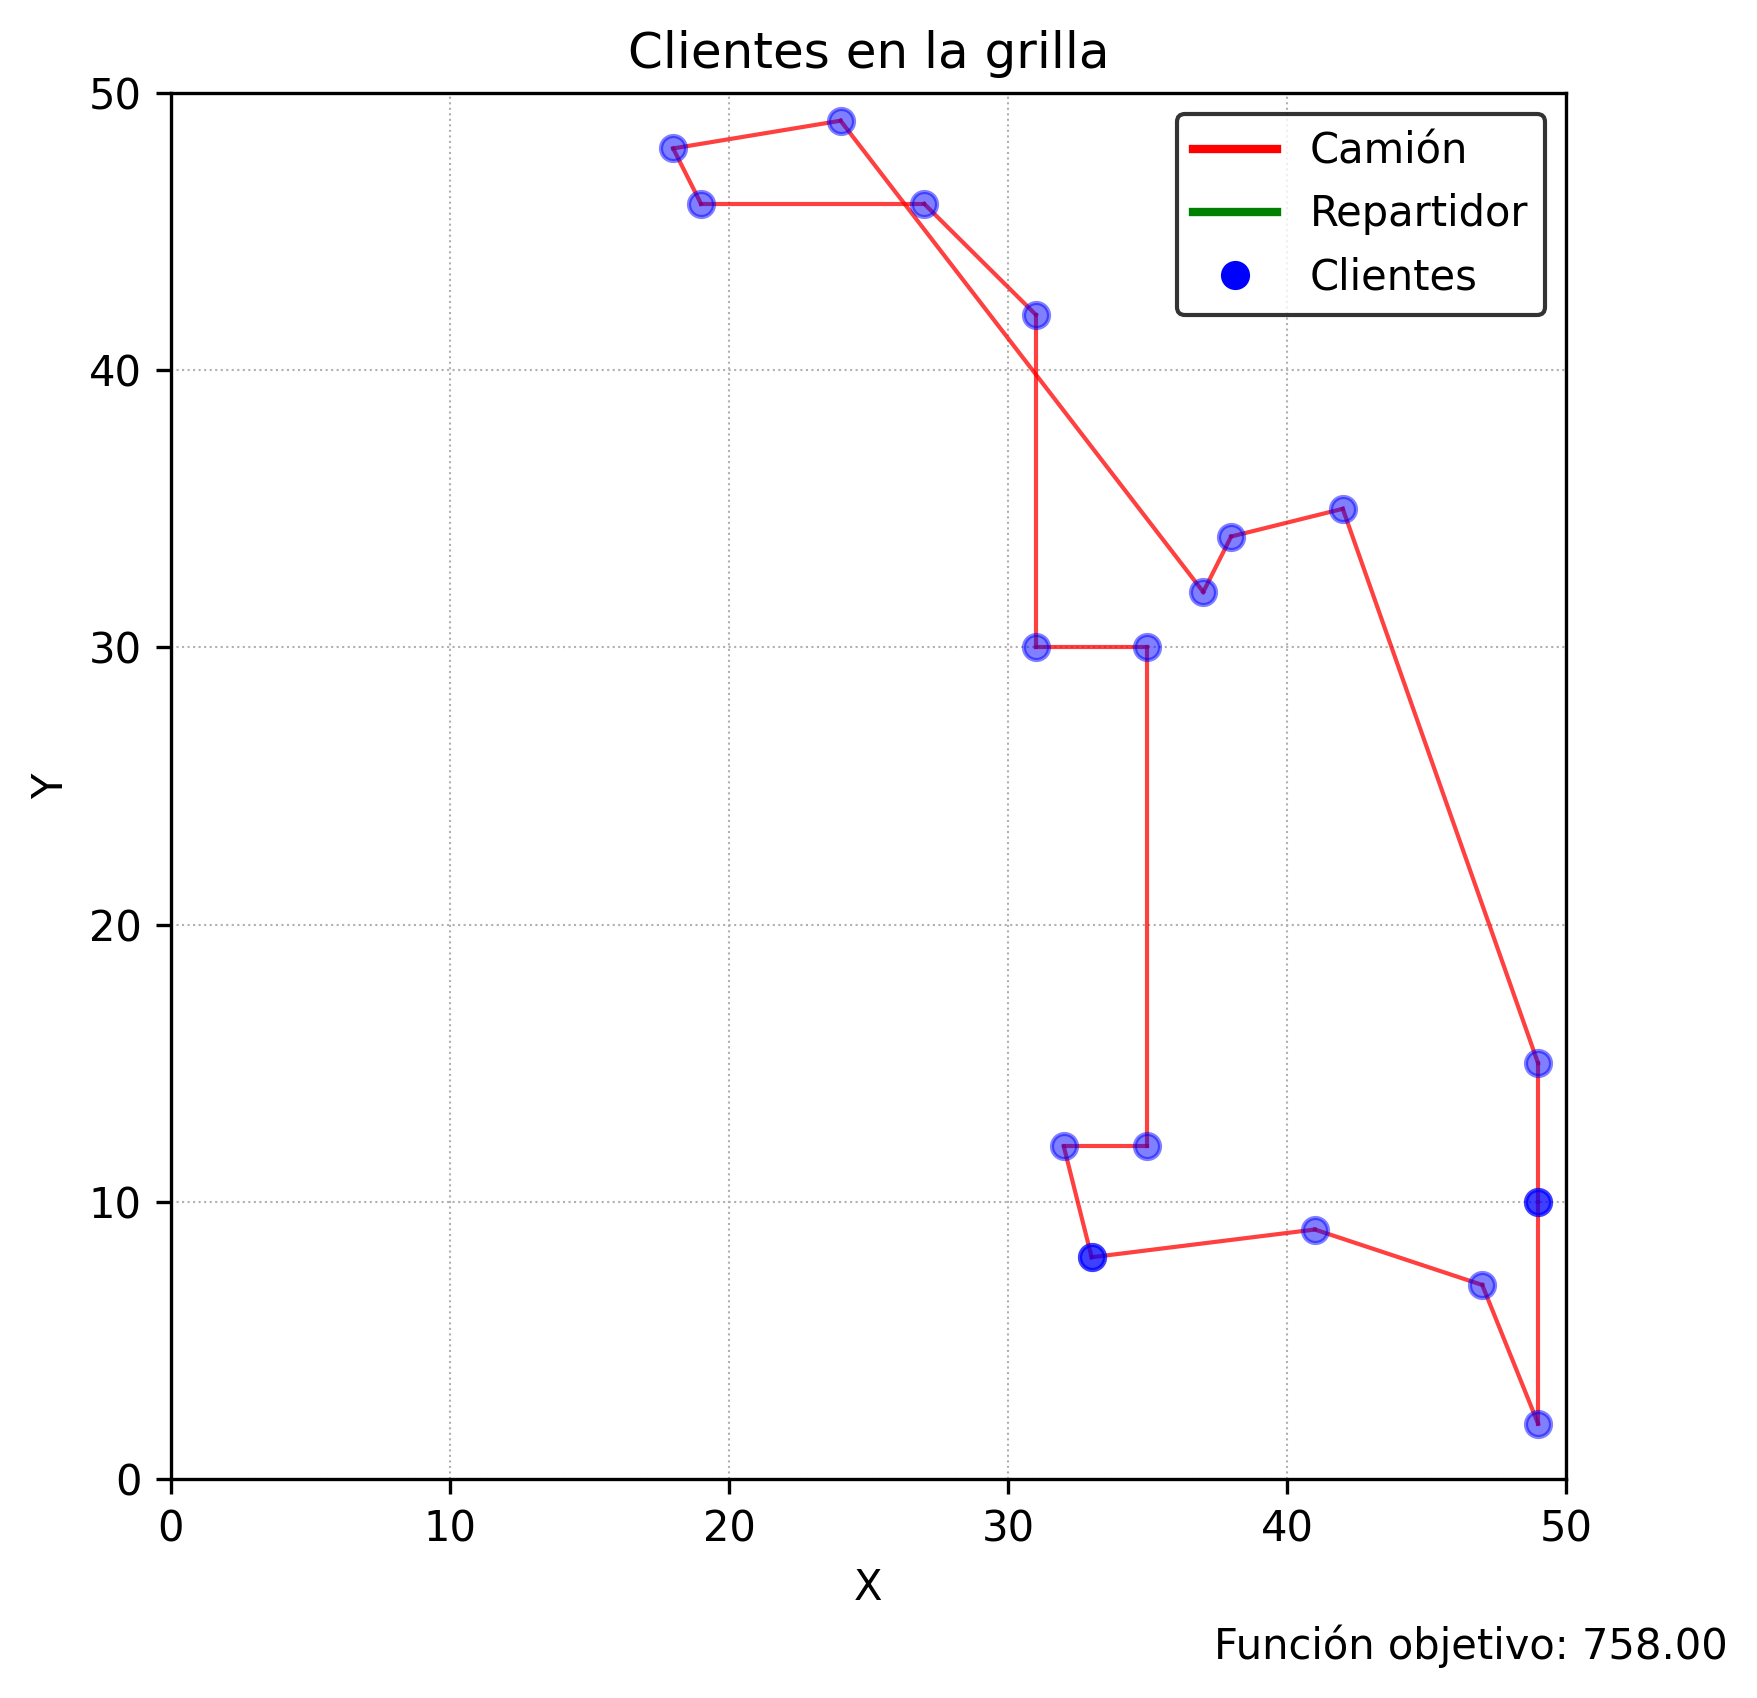 Clientes en la grilla
50
40
30
20
10
0
Y
Camión
Repartidor
Clientes
0 10 20 30 40 50
X
Función objetivo: 758.00